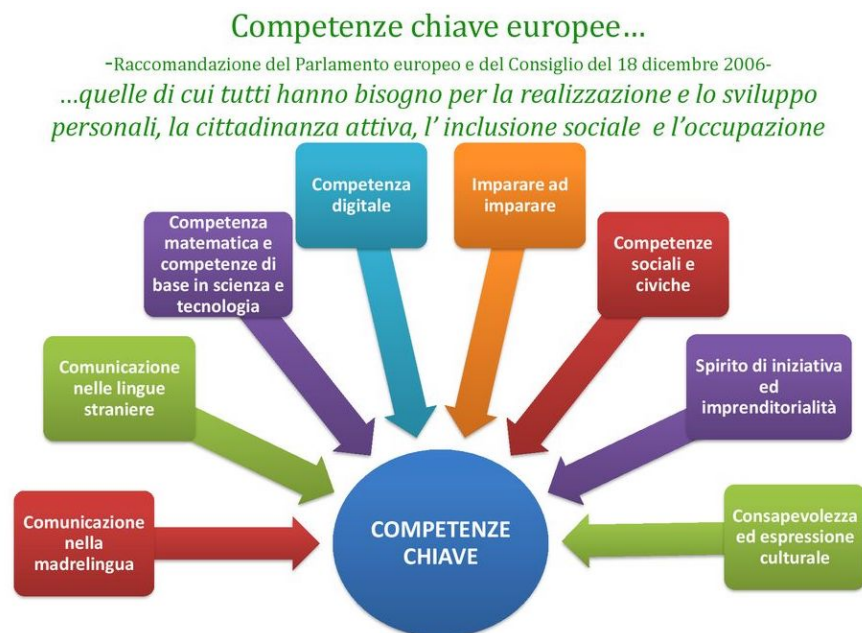 Competenze chiave europee…
-Raccomandazione del Parlamento europeo e del Consiglio del 18 dicembre 2006-
…quelle di cui tutti hanno bisogno per la realizzazione e lo sviluppo
personali, la cittadinanza attiva, l’ inclusione sociale e l’occupazione
Comunicazione
nella
madrelingua
Comunicazione
nelle lingue
straniere
Competenza
matematica e
competenze di
base in scienza e
tecnologia
Competenza
digitale
Imparare ad
imparare
Competenze
sociali e
civiche
Spirito di iniziativa
ed
imprenditorialità
Consapevolezza
ed espressione
culturale
COMPETENZE
CHIAVE